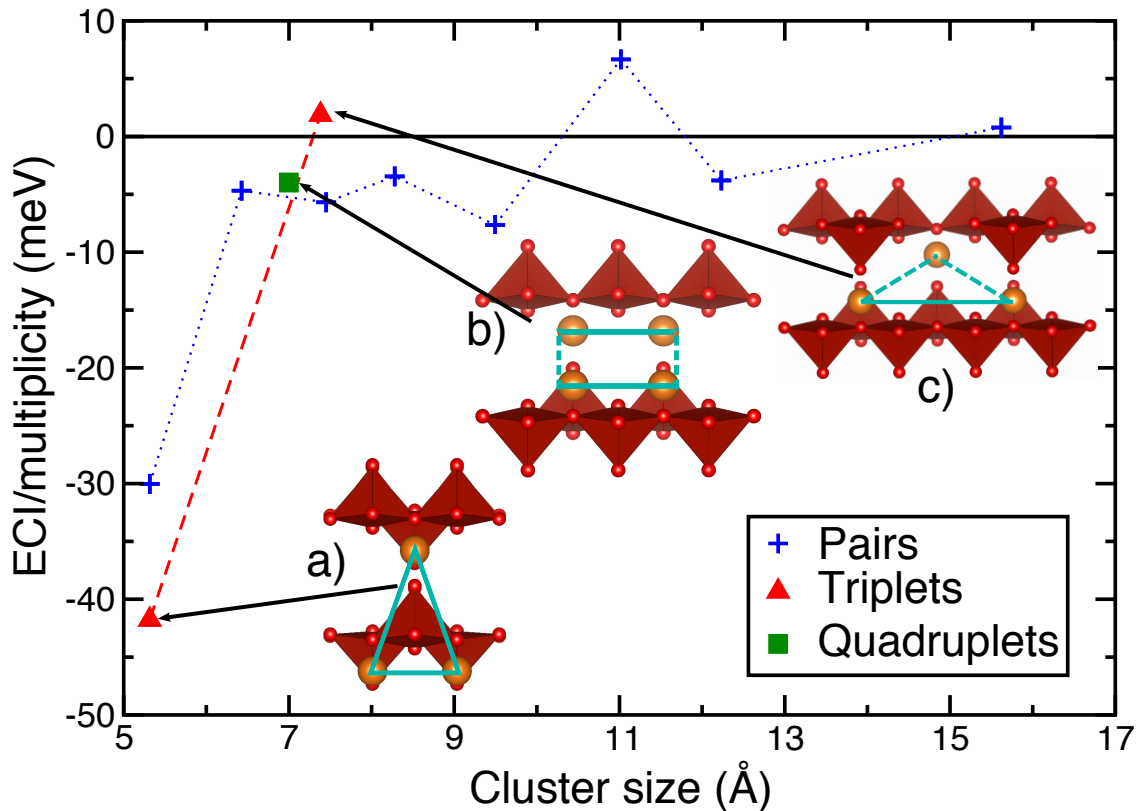 10
0
-10
-20
-30
-40
-50
ECI/multiplicity (meV)
5
7
9
11
13
15
17
Cluster size (Å)
a)
b)
c)
Pairs
Triplets
Quadruplets